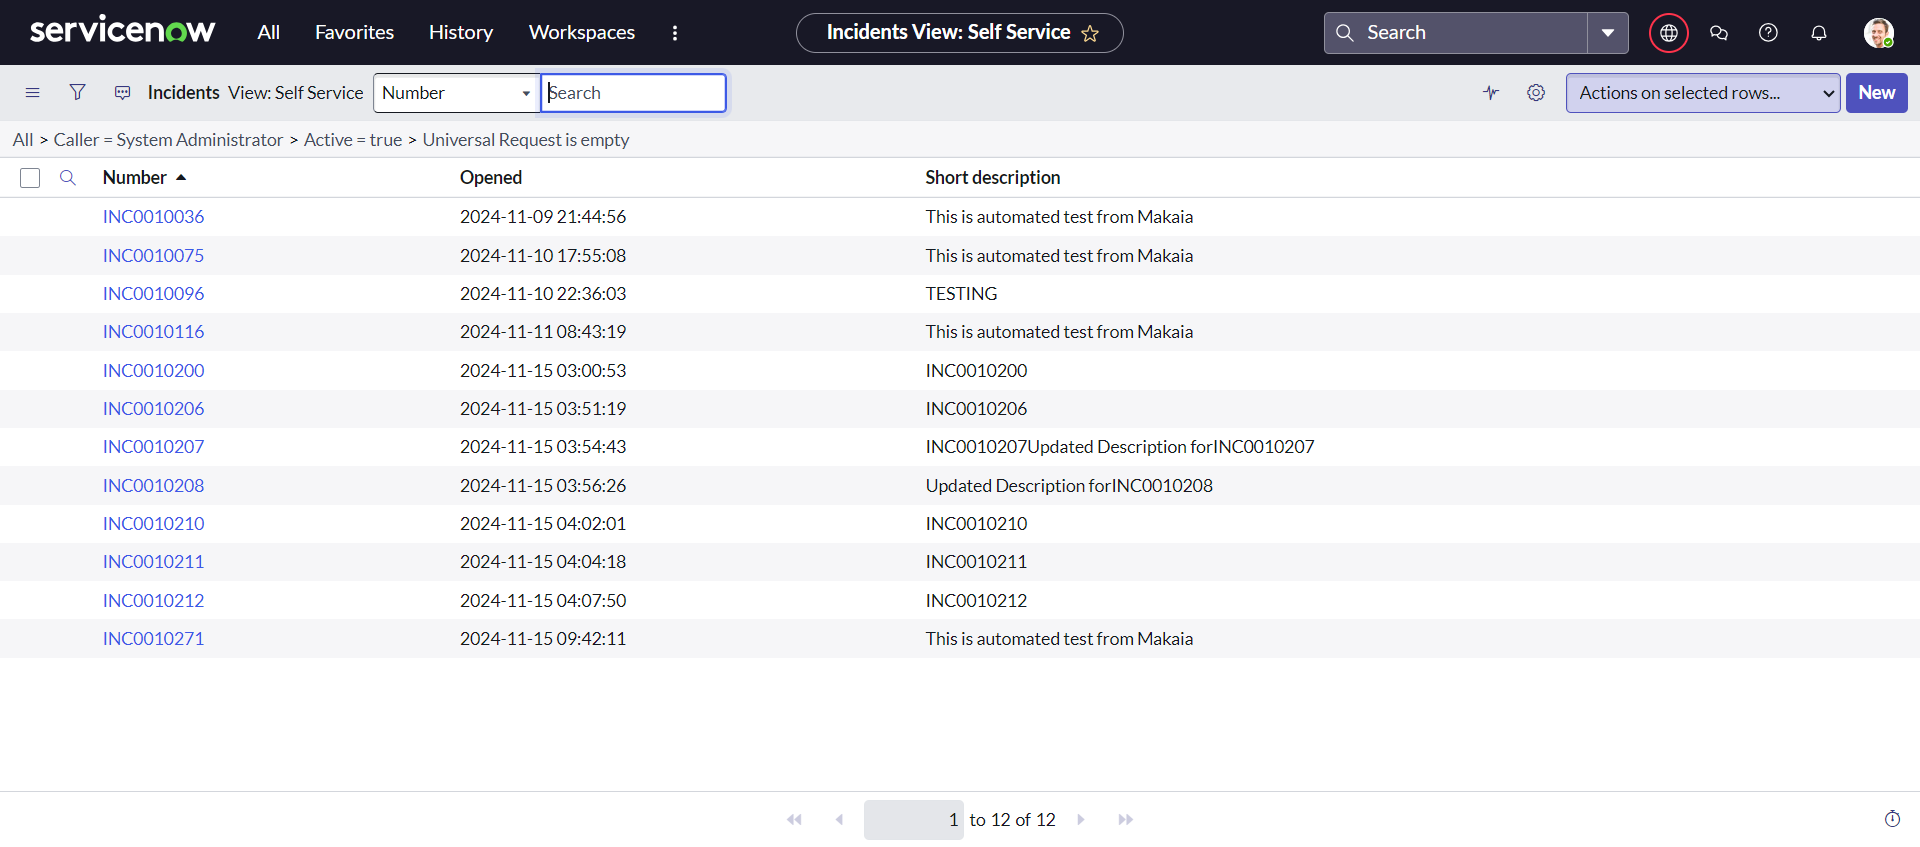 servicenow All Favorites History Workspaces Incidents View: Self Service Search
Incidents View: Self Service Number Search Actions on selected rows... New
All > Caller = System Administrator > Active = true > Universal Request is empty
Number Opened Short description
INC0010036 2024-11-09 21:44:56 This is automated test from Makaia
INC0010075 2024-11-10 17:55:08 This is automated test from Makaia
INC0010096 2024-11-10 22:36:03 TESTING
INC0010116 2024-11-11 08:43:19 This is automated test from Makaia
INC0010200 2024-11-15 03:00:53 INC0010200
INC0010206 2024-11-15 03:51:19 INC0010206
INC0010207 2024-11-15 03:54:43 INC0010207Updated Description forINC0010207
INC0010208 2024-11-15 03:56:26 Updated Description forINC0010208
INC0010210 2024-11-15 04:02:01 INC0010210
INC0010211 2024-11-15 04:04:18 INC0010211
INC0010212 2024-11-15 04:07:50 INC0010212
INC0010271 2024-11-15 09:42:11 This is automated test from Makaia
1 to 12 of 12